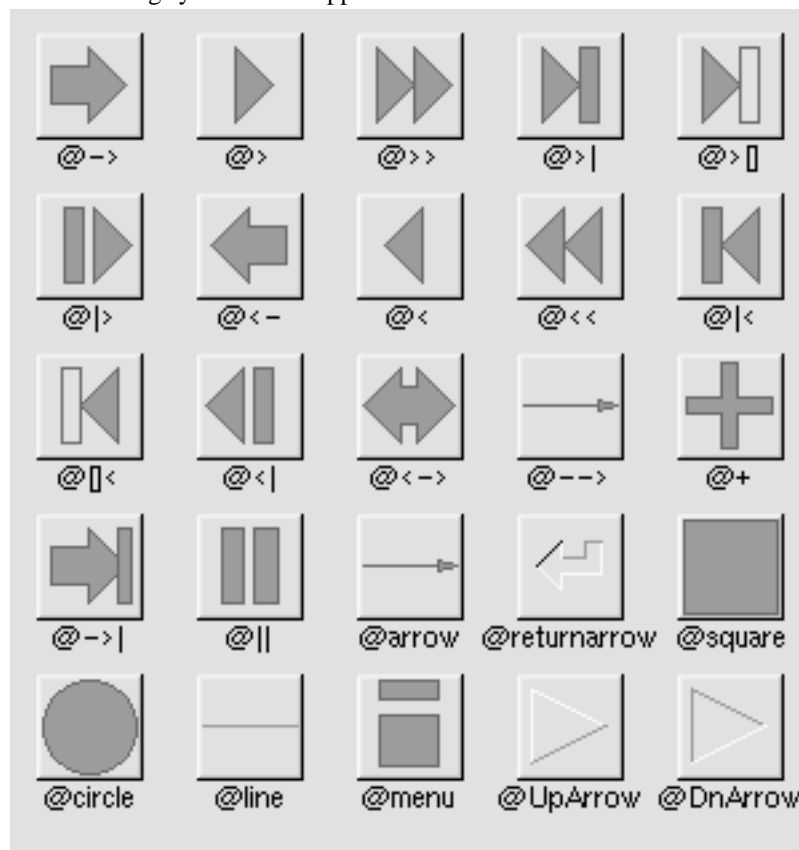 @->  @>  @>>  @>|  @>[]
@|>  @<-  @<  @<<  @|<
@[]<  @<|  @<->  @-->  @+
@->|  @||  @arrow  @returnarrow  @square
@circle  @line  @menu  @UpArrow  @DnArrow